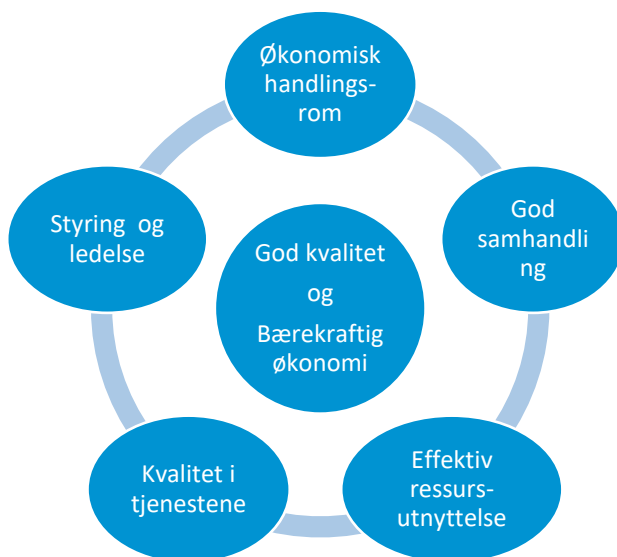 Økonomisk
handlings-
rom
God
samhandli
ng
Effektiv
ressurs-
utnyttelse
Kvalitet i
tjenestene
Styring og
ledelse
God kvalitet
og
Bærekraftig
økonomi